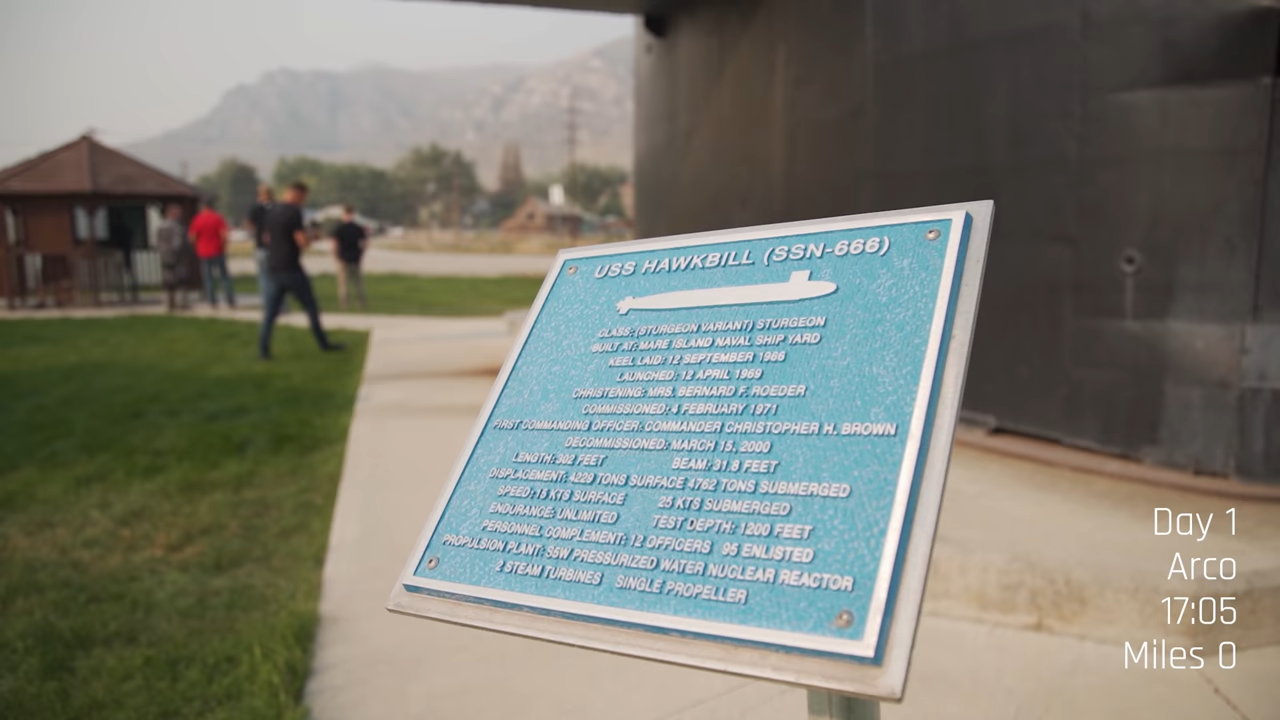 USS HAWKBILL (SSN-666)
CLASS: (STURGEON VARIANT) STURGEON
BUILT AT: MARE ISLAND NAVAL SHIP YARD
KEEL LAID: 12 SEPTEMBER 1966
LAUNCHED: 12 APRIL 1969
CHRISTENING: MRS. BERNARD F. ROEDER
COMMISSIONED: 4 FEBRUARY 1971
FIRST COMMANDING OFFICER: COMMANDER CHRISTOPHER H. BROWN
DECOMMISSIONED: MARCH 15, 2000
LENGTH: 302 FEET BEAM: 31.8 FEET
DISPLACEMENT: 4229 TONS SURFACE 4762 TONS SUBMERGED
SPEED: 15 KTS SURFACE 25 KTS SUBMERGED
ENDURANCE: UNLIMITED TEST DEPTH: 1200 FEET
PERSONNEL COMPLEMENT: 12 OFFICERS 95 ENLISTED
PROPULSION PLANT: S5W PRESSURIZED WATER NUCLEAR REACTOR
2 STEAM TURBINES SINGLE PROPELLER
Day 1
Arco
17:05
Miles 0